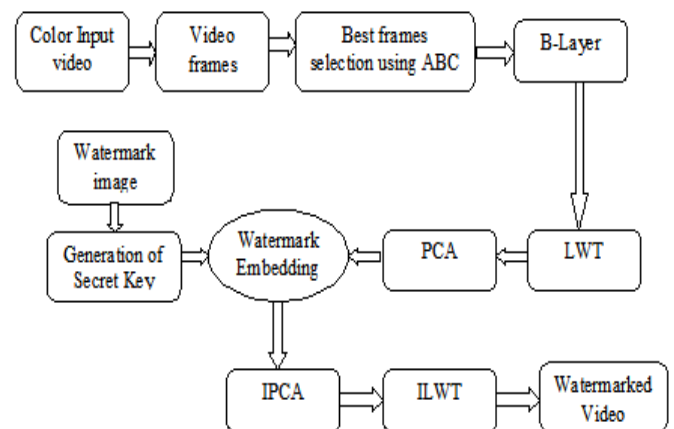 Color Input
video
Video
frames
Best frames
selection using ABC
B-Layer
Watermark
image
Generation of
Secret Key
Watermark
Embedding
PCA
LWT
IPCA
ILWT
Watermarked
Video